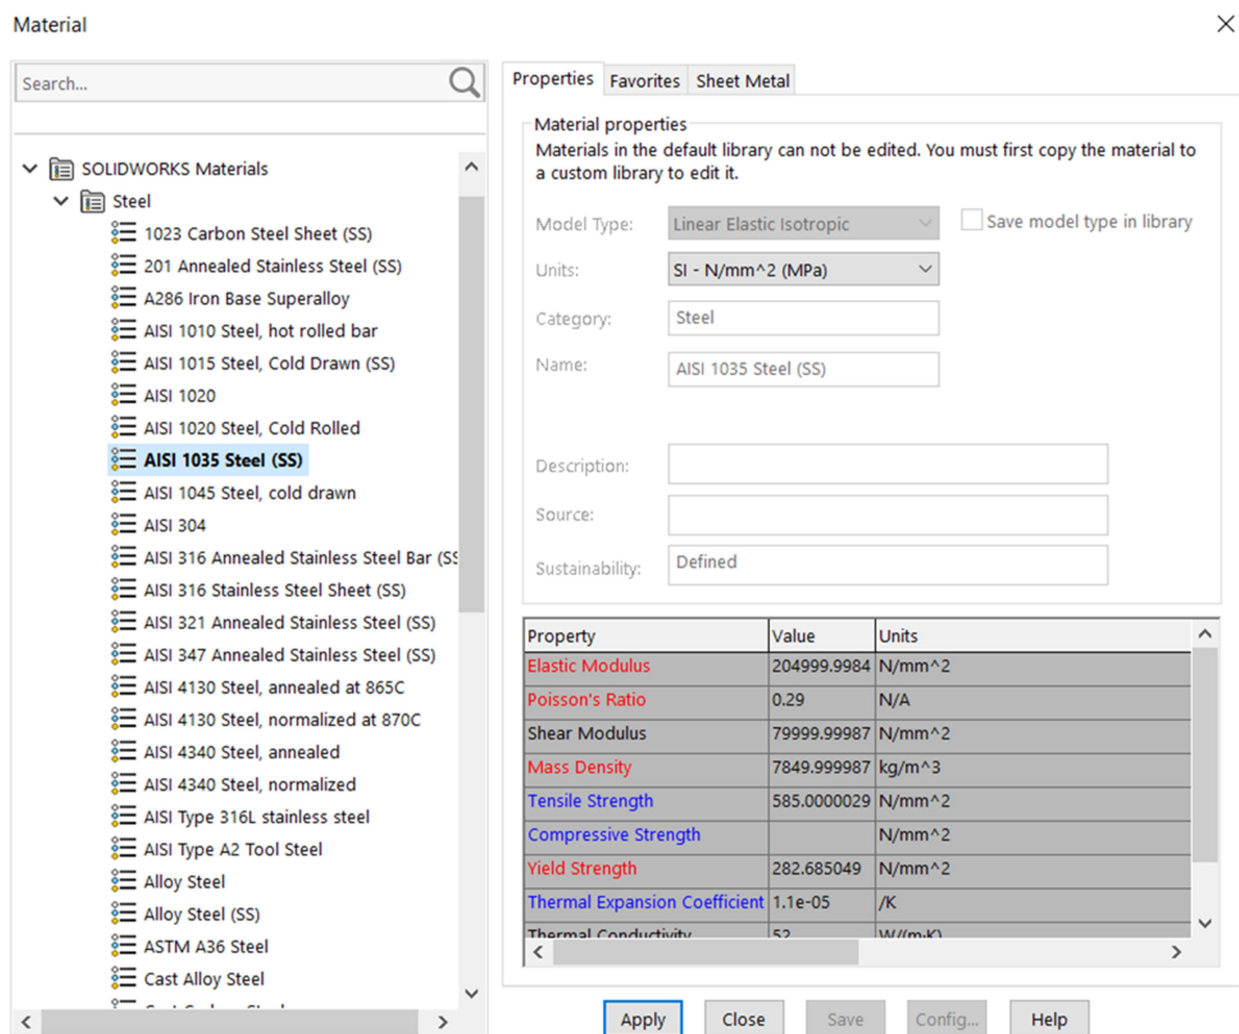 Material
Search...
SOLIDWORKS Materials
Steel
1023 Carbon Steel Sheet (SS)
201 Annealed Stainless Steel (SS)
A286 Iron Base Superalloy
AISI 1010 Steel, hot rolled bar
AISI 1015 Steel, Cold Drawn (SS)
AISI 1020
AISI 1020 Steel, Cold Rolled
AISI 1035 Steel (SS)
AISI 1045 Steel, cold drawn
AISI 304
AISI 316 Annealed Stainless Steel Bar (SS
AISI 316 Stainless Steel Sheet (SS)
AISI 321 Annealed Stainless Steel (SS)
AISI 347 Annealed Stainless Steel (SS)
AISI 4130 Steel, annealed at 865C
AISI 4130 Steel, normalized at 870C
AISI 4340 Steel, annealed
AISI 4340 Steel, normalized
AISI Type 316L stainless steel
AISI Type A2 Tool Steel
Alloy Steel
Alloy Steel (SS)
ASTM A36 Steel
Cast Alloy Steel
Properties Favorites Sheet Metal
Material properties
Materials in the default library can not be edited. You must first copy the material to
a custom library to edit it.
Model Type: Linear Elastic Isotropic Save model type in library
Units: SI - N/mm^2 (MPa)
Category: Steel
Name: AISI 1035 Steel (SS)
Description:
Source:
Sustainability: Defined
Property Value Units
Elastic Modulus 204999.9984 N/mm^2
Poisson's Ratio 0.29 N/A
Shear Modulus 79999.99987 N/mm^2
Mass Density 7849.999987 kg/m^3
Tensile Strength 585.0000029 N/mm^2
Compressive Strength N/mm^2
Yield Strength 282.685049 N/mm^2
Thermal Expansion Coefficient 1.1e-05 /K
Thermal Conductivity 52 W/(m·K)
Apply Close Save Config... Help